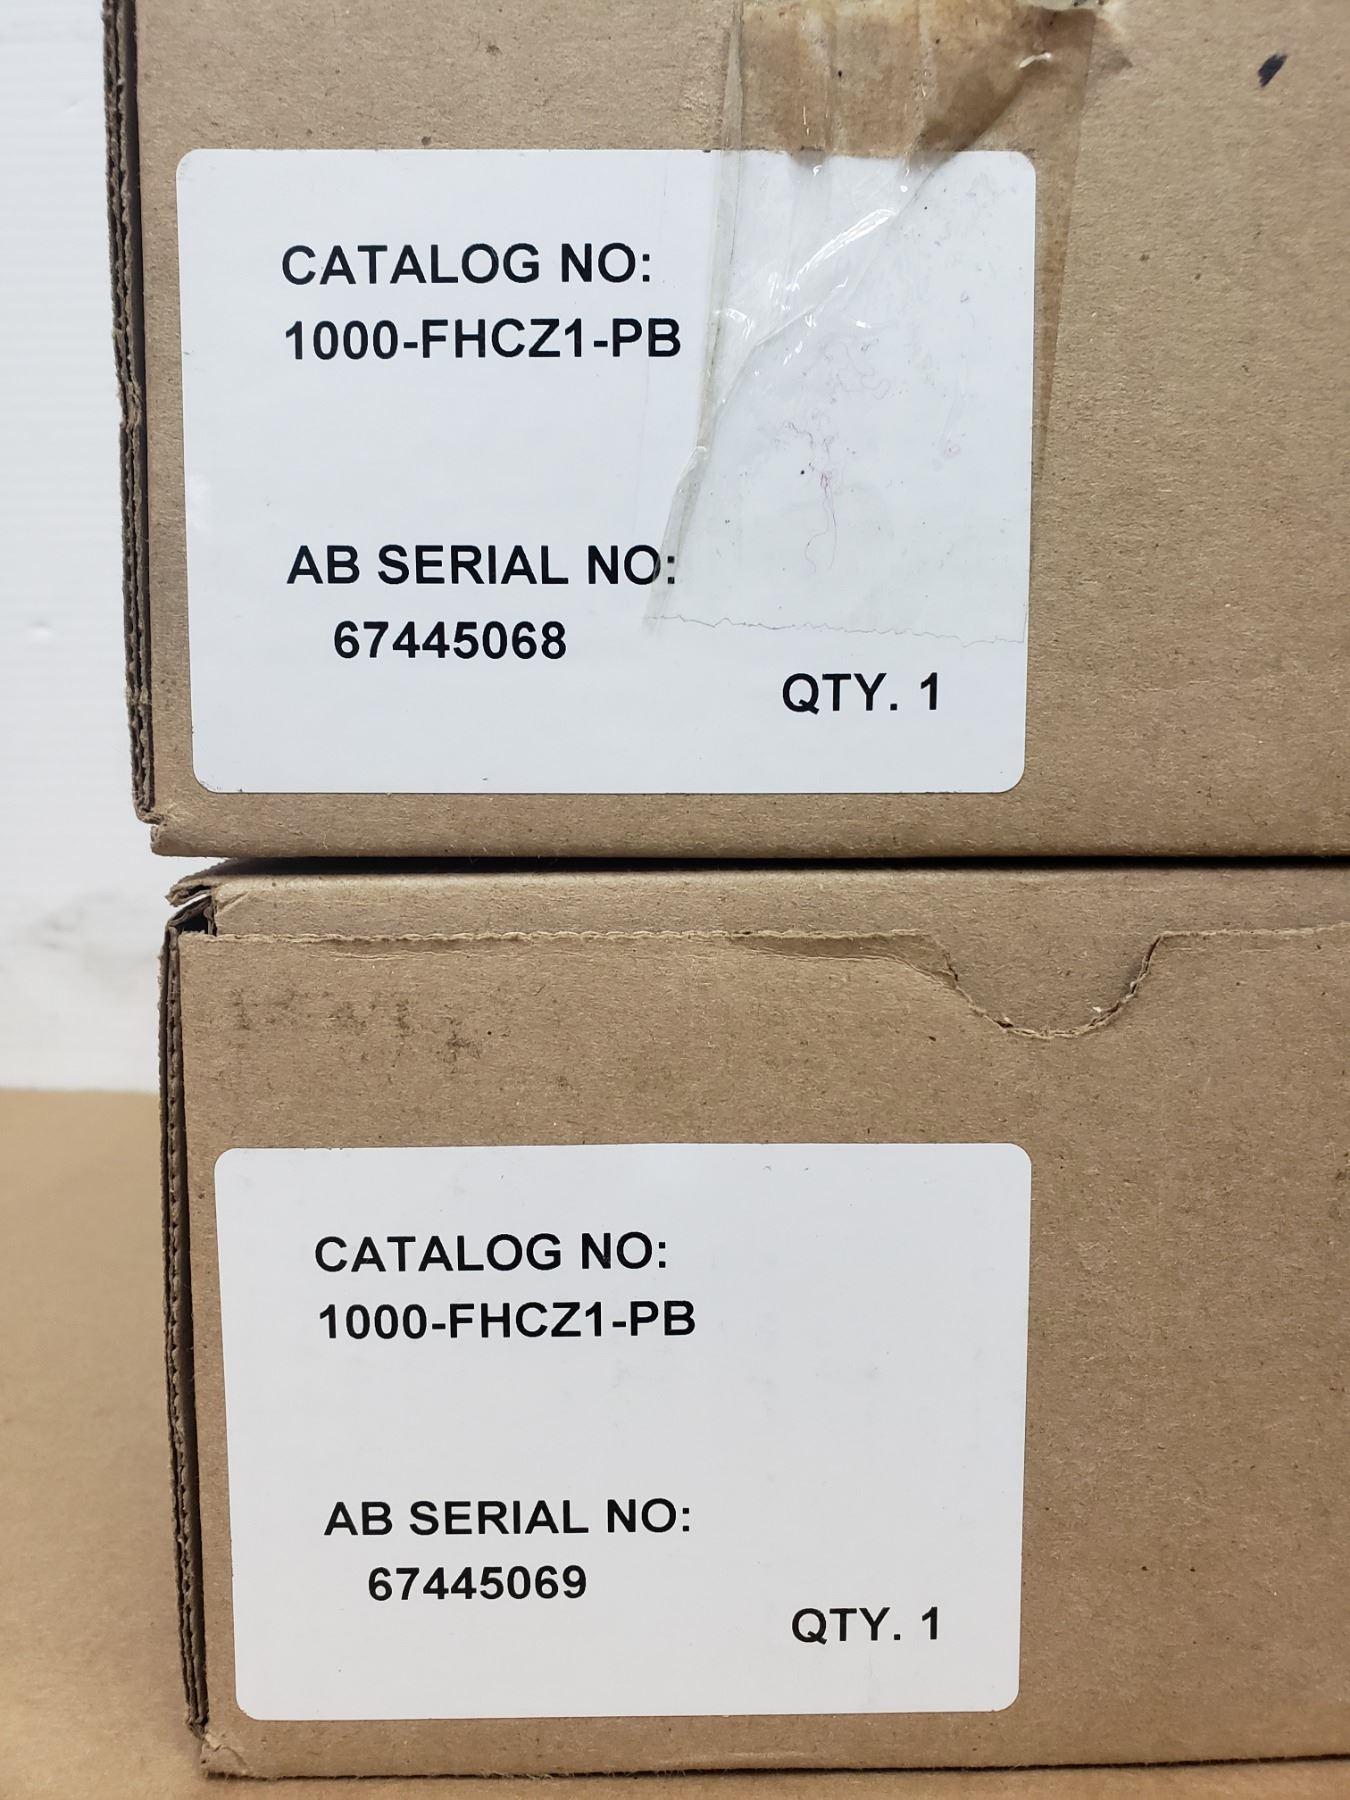 CATALOG NO:
1000-FHCZ1-PB
AB SERIAL NO:
67445068
QTY. 1
CATALOG NO:
1000-FHCZ1-PB
AB SERIAL NO:
67445069
QTY. 1